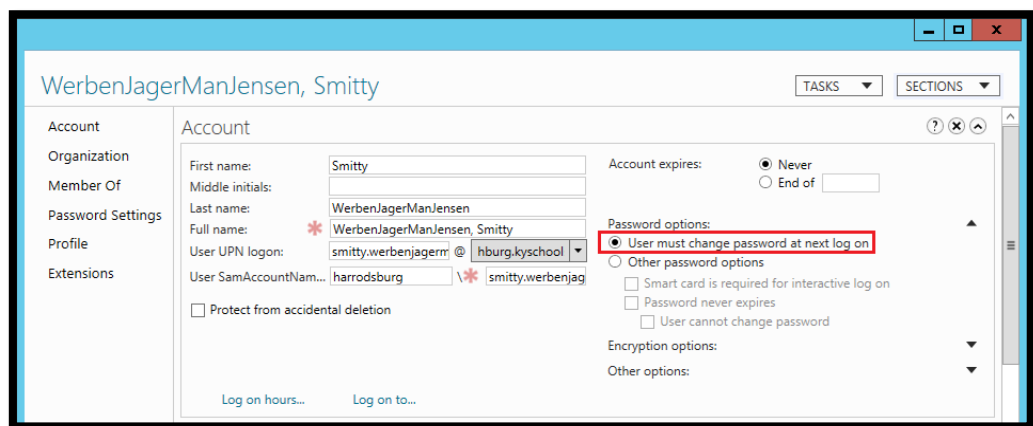 WerbenJagerManJensen, Smitty
TASKS
SECTIONS
Account
Organization
Member Of
Password Settings
Profile
Extensions
Account
First name: Smitty
Middle initials:
Last name: WerbenJagerManJensen
Full name: * WerbenJagerManJensen, Smitty
User UPN logon: smitty.werbenjagerm @ hburg.kyschool
User SamAccountNam... harrodsburg \* smitty.werbenjag
Protect from accidental deletion
Log on hours... Log on to...
Account expires: Never
End of
Password options:
User must change password at next log on
Other password options
Smart card is required for interactive log on
Password never expires
User cannot change password
Encryption options:
Other options: